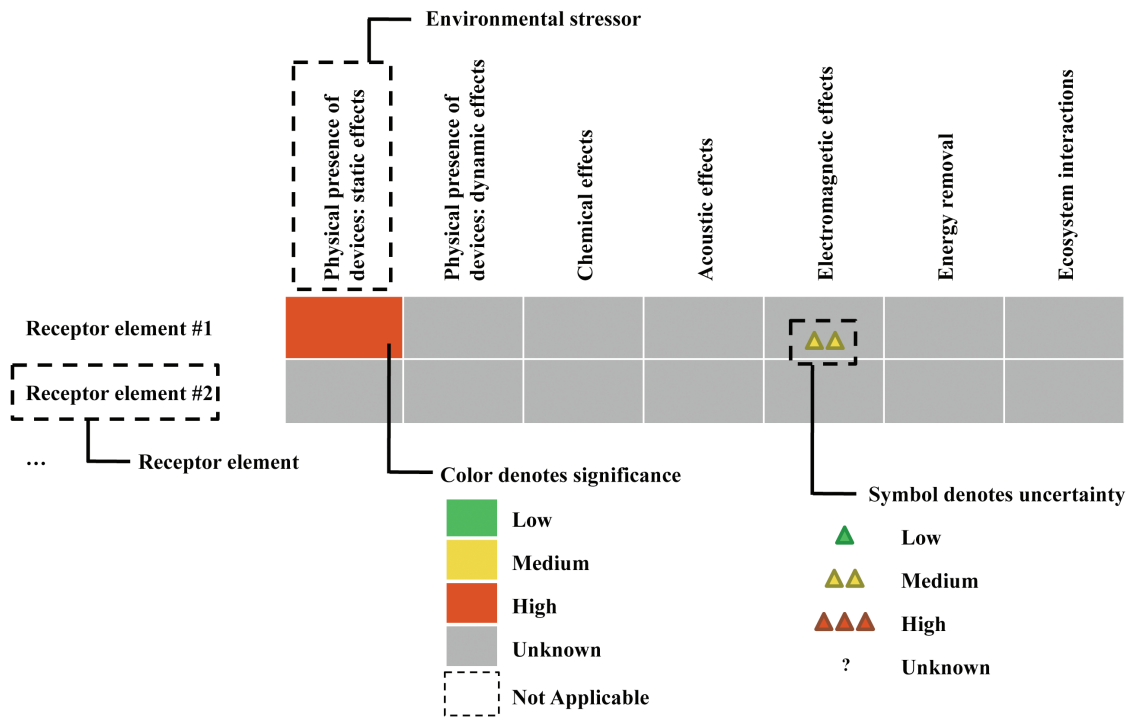 Environmental stressor
Physical presence of
devices: static effects
Physical presence of
devices: dynamic effects
Chemical effects
Acoustic effects
Electromagnetic effects
Energy removal
Ecosystem interactions
Receptor element #1
Receptor element #2
...
Receptor element
Color denotes significance
Low
Medium
High
Unknown
Not Applicable
Symbol denotes uncertainty
Low
Medium
High
? Unknown